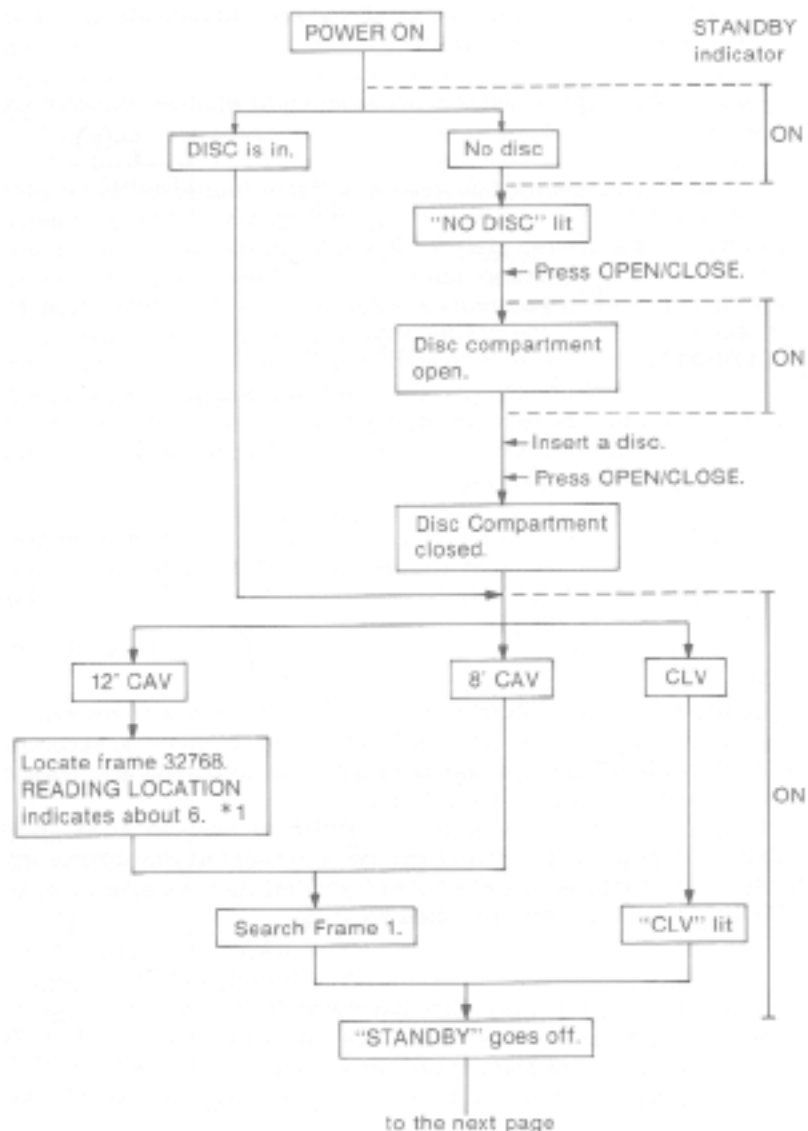 POWER ON
STANDBY
indicator
ON
DISC is in.
No disc
"NO DISC" lit
Press OPEN/CLOSE.
Disc compartment
open.
ON
Insert a disc.
Press OPEN/CLOSE.
Disc Compartment
closed.
12" CAV
8' CAV
CLV
Locate frame 32768.
READING LOCATION
indicates about 6. *1
ON
Search Frame 1.
"CLV" lit
"STANDBY" goes off.
to the next page